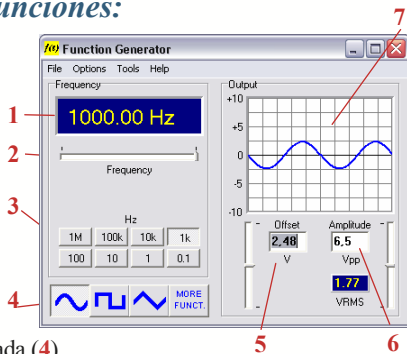 unciones:
7
f(t) Function Generator
File Options Tools Help
Frequency
Output
1
1000.00 Hz
+10
+5
0
-5
-10
2
Frequency
3
Hz
1M 100k 10k 1k
100 10 1 0.1
Offset
Amplitude
2,48
6,5
V
Vpp
1.77
VRMS
4
MORE
FUNCT.
5
6
ada (4)